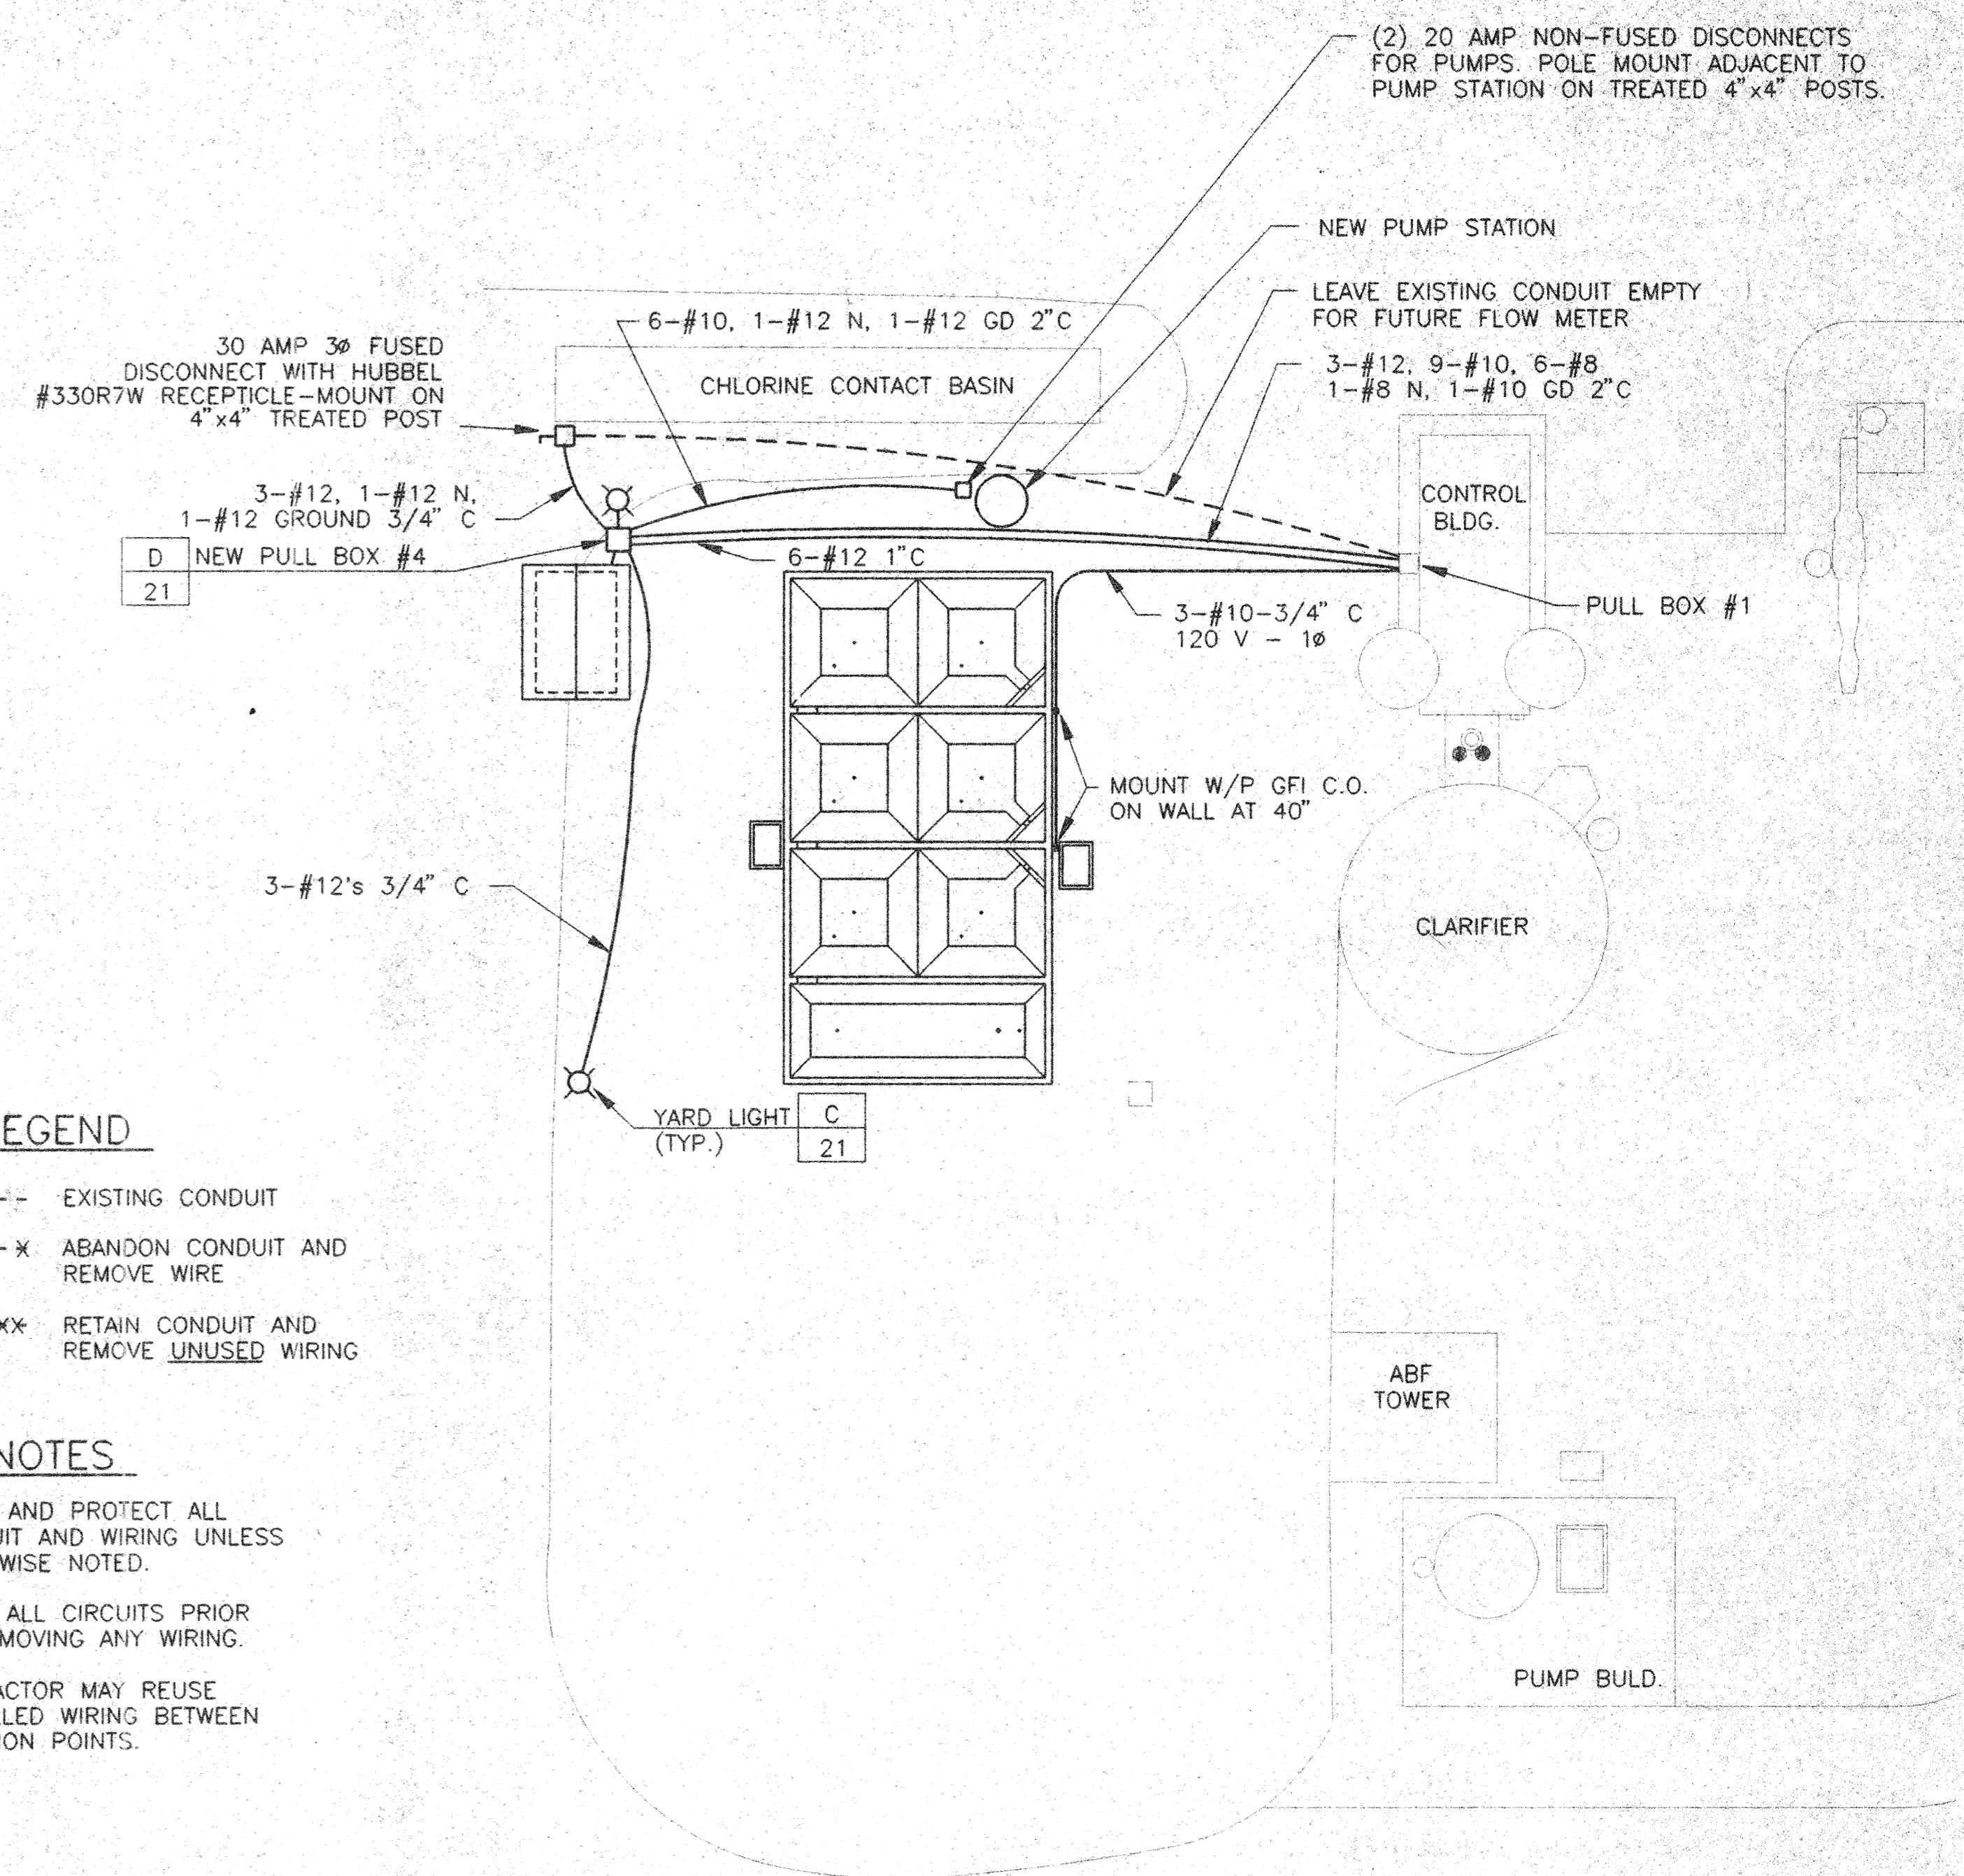 (2) 20 AMP NON-FUSED DISCONNECTS
FOR PUMPS. POLE MOUNT ADJACENT TO
PUMP STATION ON TREATED 4"x4" POSTS.
NEW PUMP STATION
LEAVE EXISTING CONDUIT EMPTY
FOR FUTURE FLOW METER
6-#10, 1-#12 N, 1-#12 GD 2"C
30 AMP 3ø FUSED
DISCONNECT WITH HUBBEL
#330R7W RECEPTICLE-MOUNT ON
4"x4" TREATED POST
3-#12, 9-#10, 6-#8
1-#8 N, 1-#10 GD 2"C
CHLORINE CONTACT BASIN
3-#12, 1-#12 N,
1-#12 GROUND 3/4" C
CONTROL
BLDG.
D
21
NEW PULL BOX #4
6-#12 1"C
3-#10-3/4" C
120 V - 1ø
PULL BOX #1
MOUNT W/P GFI C.O.
ON WALL AT 40"
3-#12's 3/4" C
CLARIFIER
YARD LIGHT
(TYP.)
C
21
EGEND
EXISTING CONDUIT
ABANDON CONDUIT AND
REMOVE WIRE
RETAIN CONDUIT AND
REMOVE UNUSED WIRING
ABF
TOWER
NOTES
AND PROTECT ALL
UIT AND WIRING UNLESS
WISE NOTED.
ALL CIRCUITS PRIOR
MOVING ANY WIRING.
ACTOR MAY REUSE
LLED WIRING BETWEEN
ION POINTS.
PUMP BULD.